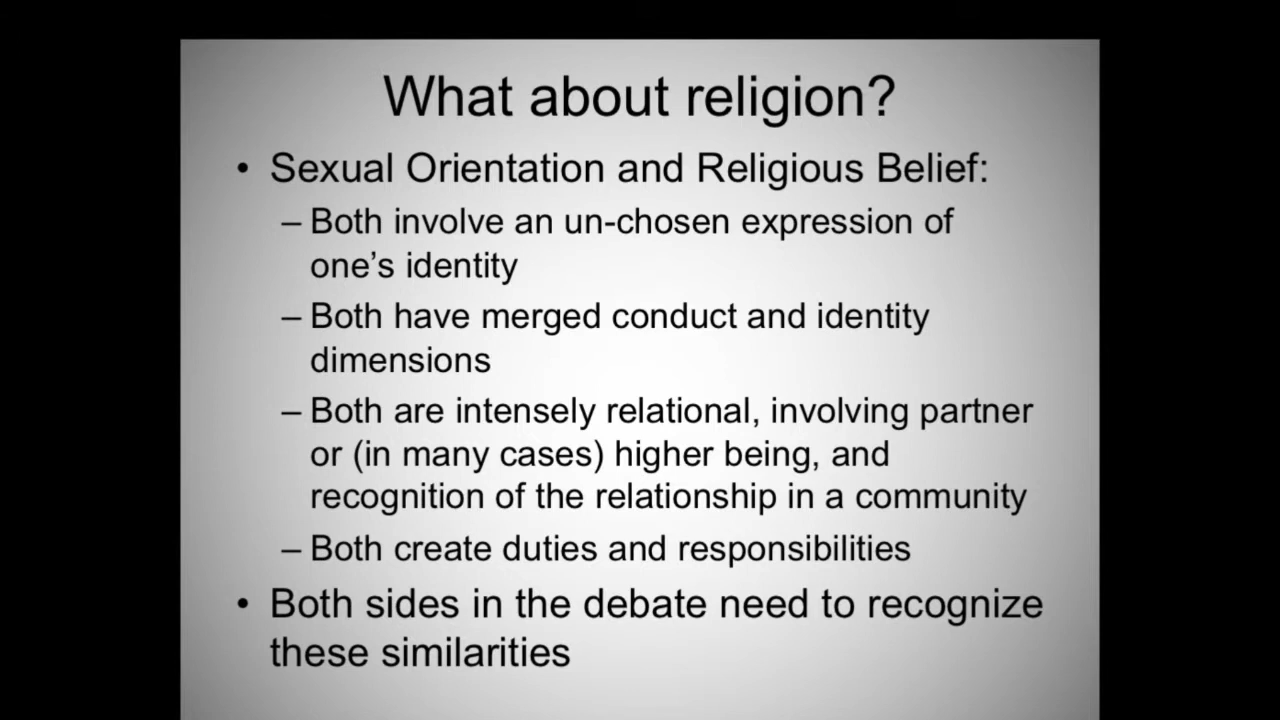 What about religion?
• Sexual Orientation and Religious Belief:
– Both involve an un-chosen expression of
one’s identity
– Both have merged conduct and identity
dimensions
– Both are intensely relational, involving partner
or (in many cases) higher being, and
recognition of the relationship in a community
– Both create duties and responsibilities
• Both sides in the debate need to recognize
these similarities